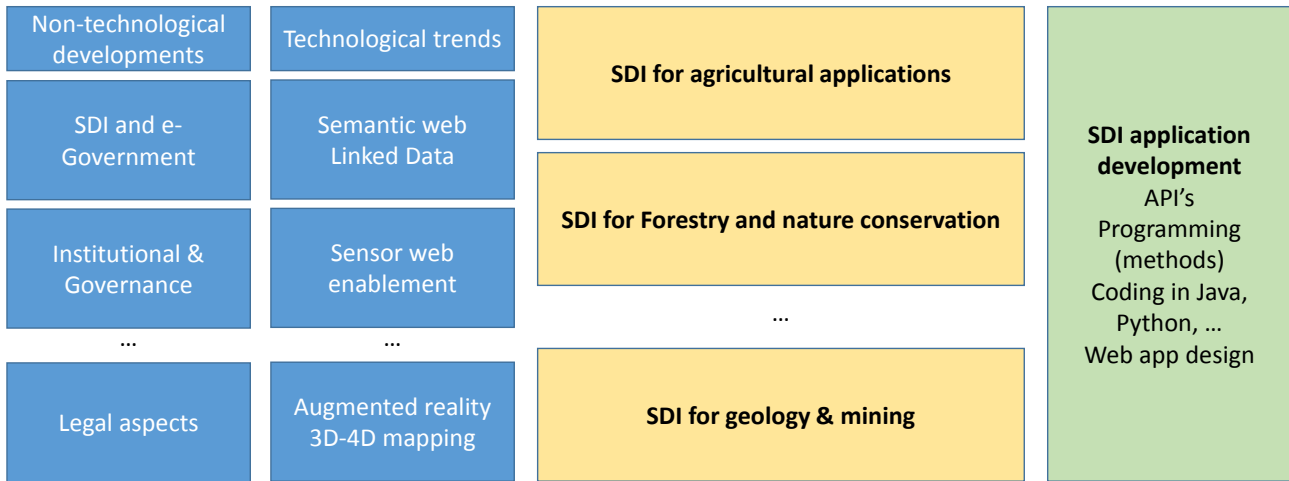 Non-technological
developments
SDI and e-
Government
Institutional &
Governance
...
Legal aspects
Technological trends
Semantic web
Linked Data
Sensor web
enablement
...
Augmented reality
3D-4D mapping
SDI for agricultural applications
SDI for Forestry and nature conservation
...
SDI for geology & mining
SDI application
development
API's
Programming
(methods)
Coding in Java,
Python, ...
Web app design